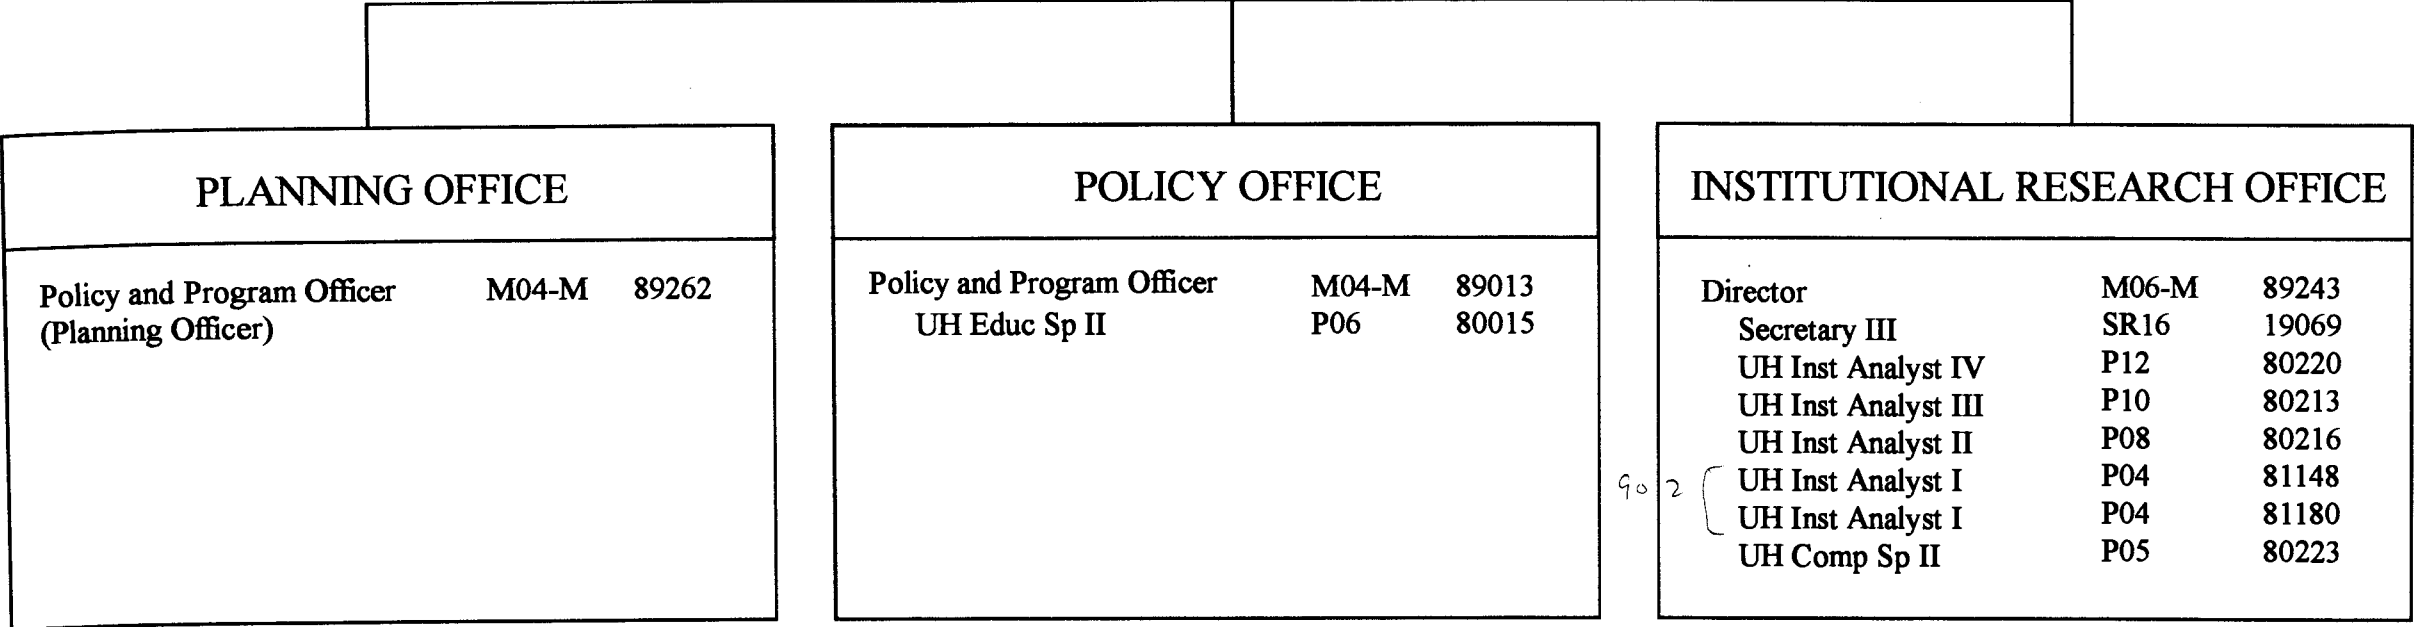 PLANNING OFFICE
Policy and Program Officer M04-M 89262
(Planning Officer)
POLICY OFFICE
Policy and Program Officer M04-M 89013
UH Educ Sp II P06 80015
INSTITUTIONAL RESEARCH OFFICE
Director M06-M 89243
Secretary III SR16 19069
UH Inst Analyst IV P12 80220
UH Inst Analyst III P10 80213
UH Inst Analyst II P08 80216
UH Inst Analyst I P04 81148
902
UH Inst Analyst I P04 81180
UH Comp Sp II P05 80223